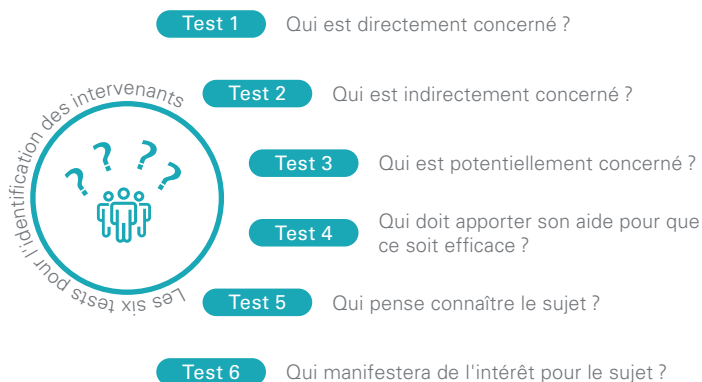 Les six tests pour l'identification des intervenants
Test 1 Qui est directement concerné ?
Test 2 Qui est indirectement concerné ?
Test 3 Qui est potentiellement concerné ?
Test 4 Qui doit apporter son aide pour que
ce soit efficace ?
Test 5 Qui pense connaître le sujet ?
Test 6 Qui manifestera de l'intérêt pour le sujet ?
? ? ? ?